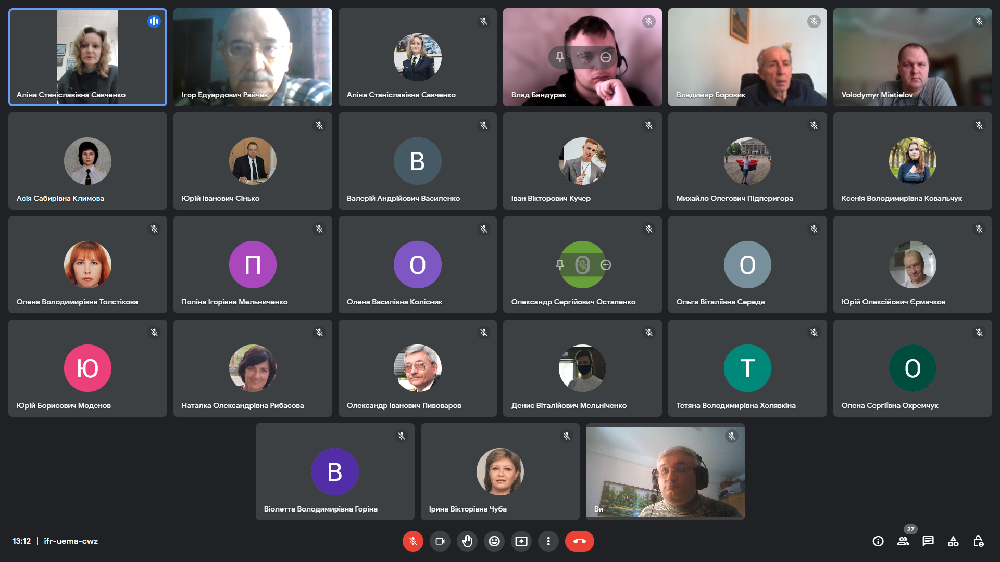 Аліна Станіславівна Савченко
Ігор Едуардович Райчев
Аліна Станіславівна Савченко
Влад Бандурак
Владимир Боровик
Volodymyr Mietielov
Асія Сабирівна Климова
Юрій Іванович Сінько
В
Валерій Андрійович Василенко
Іван Вікторович Кучер
Михайло Олегович Підперигора
Ксенія Володимирівна Ковальчук
Олена Володимирівна Толстікова
П
Поліна Ігорівна Мельниченко
О
Олена Василівна Колісник
О
Олександр Сергійович Остапенко
О
Ольга Віталіївна Середа
Юрій Олексійович Єрмачков
Ю
Юрій Борисович Моденов
Наталка Олександрівна Рибасова
Олександр Іванович Пивоваров
Денис Віталійович Мельніченко
Т
Тетяна Володимирівна Холявкіна
О
Олена Сергіївна Охремчук
В
Віолетта Володимирівна Горіна
Ірина Вікторівна Чуба
Ви
13:12 | ifr-uema-cwz
27